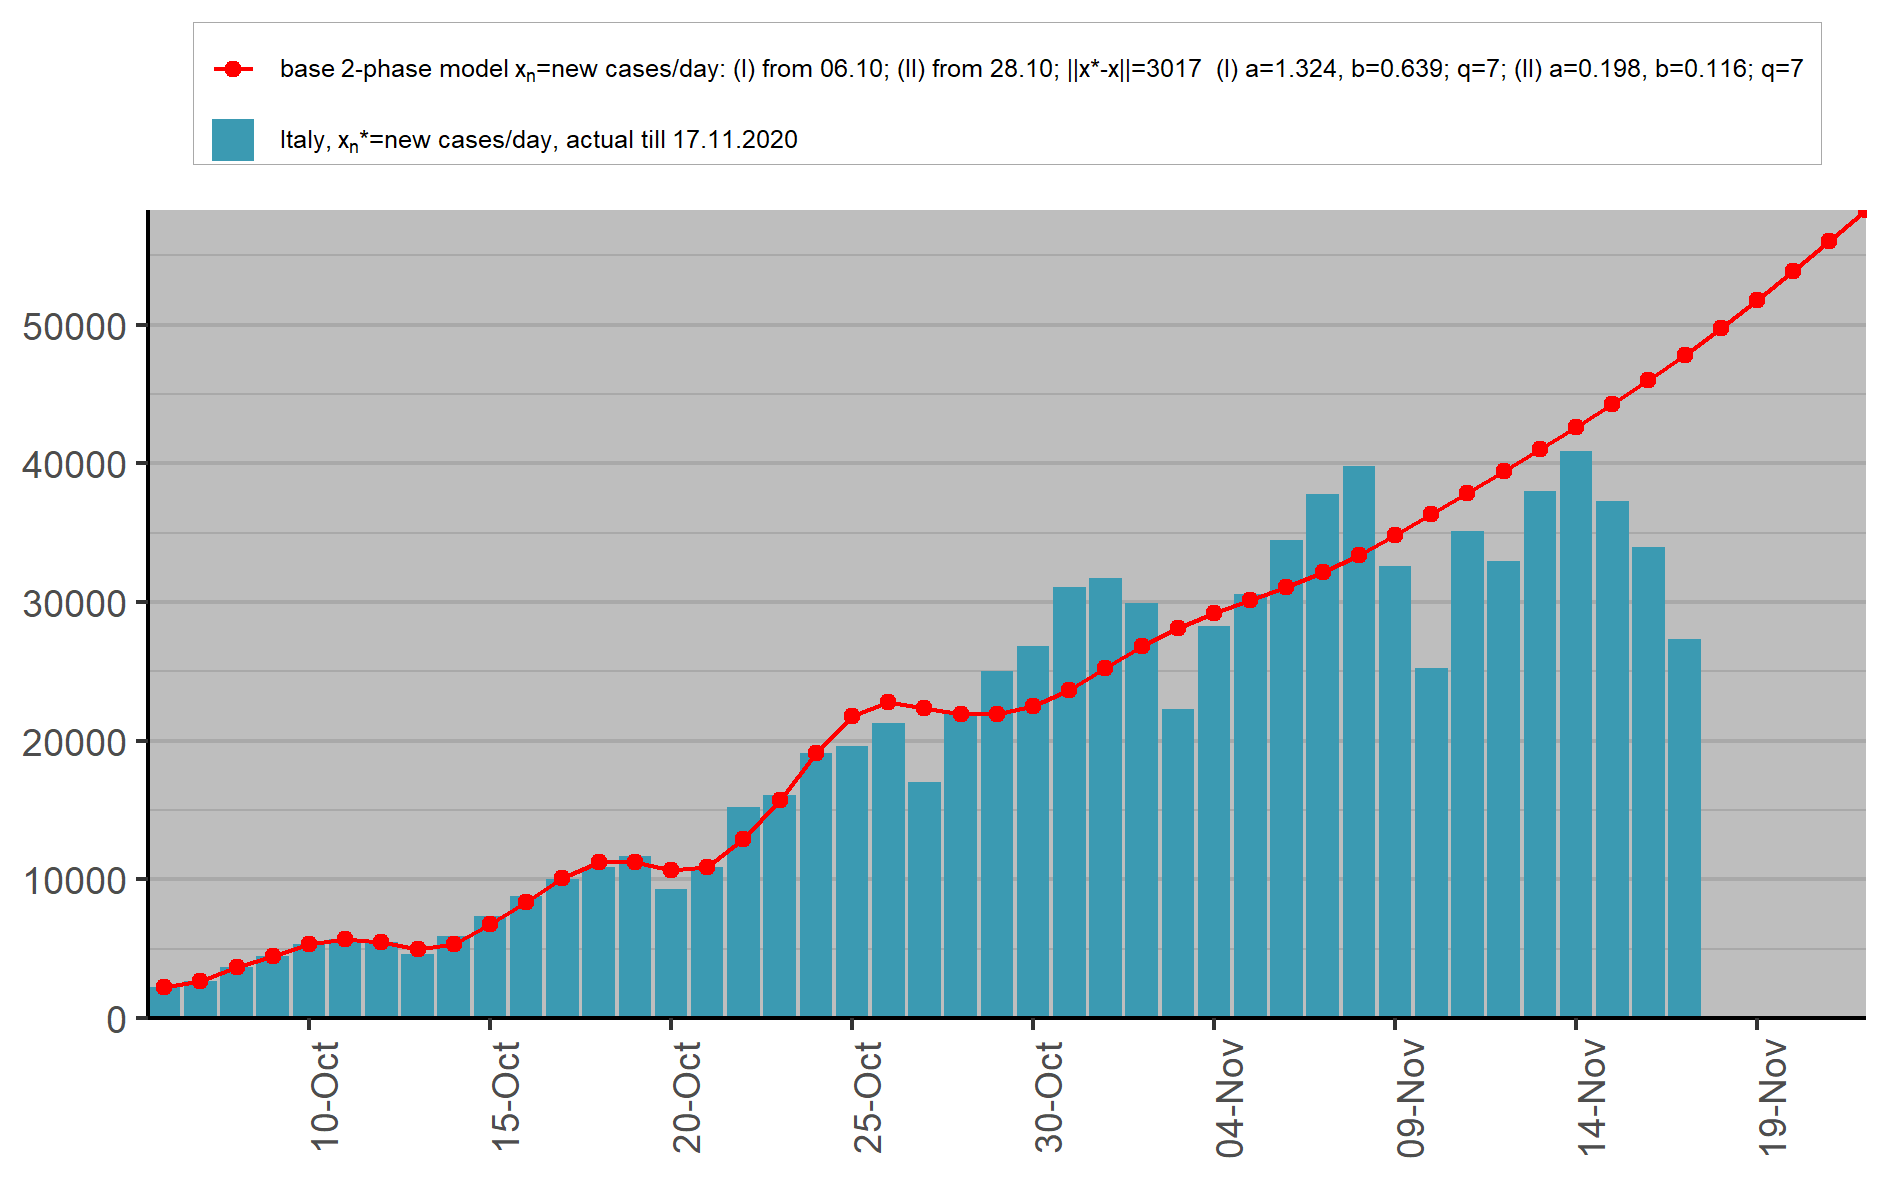 base 2-phase model xn=new cases/day: (I) from 06.10; (II) from 28.10; ||x*-x||=3017  (I) a=1.324, b=0.639; q=7; (II) a=0.198, b=0.116; q=7
Italy, xn*=new cases/day, actual till 17.11.2020
50000
40000
30000
20000
10000
0
10-Oct
15-Oct
20-Oct
25-Oct
30-Oct
04-Nov
09-Nov
14-Nov
19-Nov